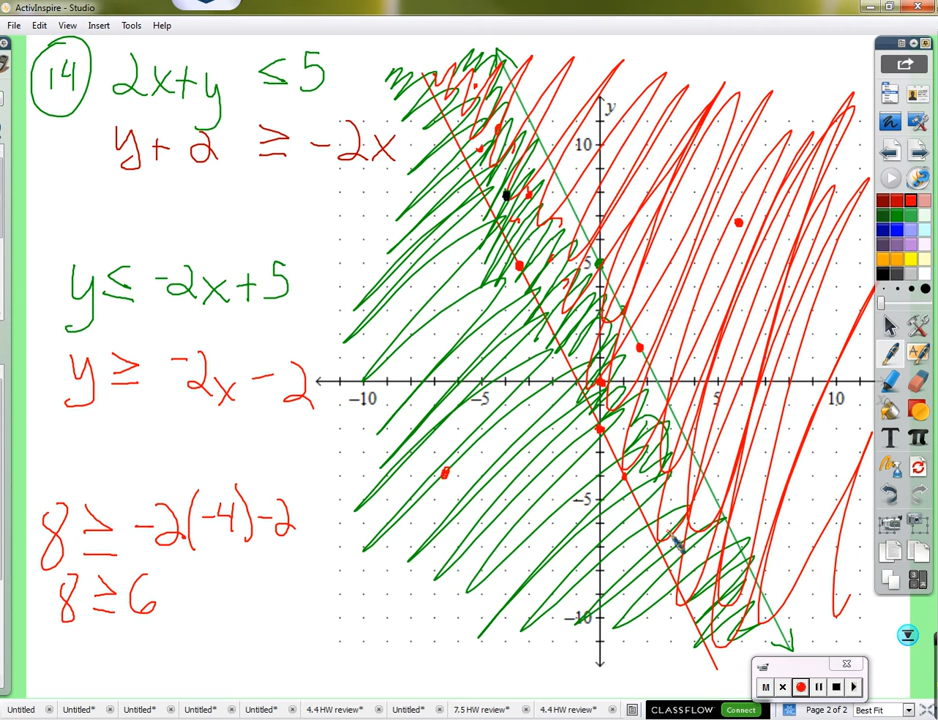 ActivInspire - Studio
File Edit View Insert Tools Help
14 2x+y ≤ 5
y+2 ≥ -2x
y ≤ -2x+5
y ≥ -2x-2
8 ≥ -2(-4)-2
8 ≥ 6
y
10
5
-10 -5 5 10
-5
-10
T π
M
Untitled Untitled* Untitled* Untitled* Untitled* 4.4 HW review* Untitled* 7.5 HW review* 4.4 HW review* CLASSFLOW Connect Page 2 of 2 Best Fit